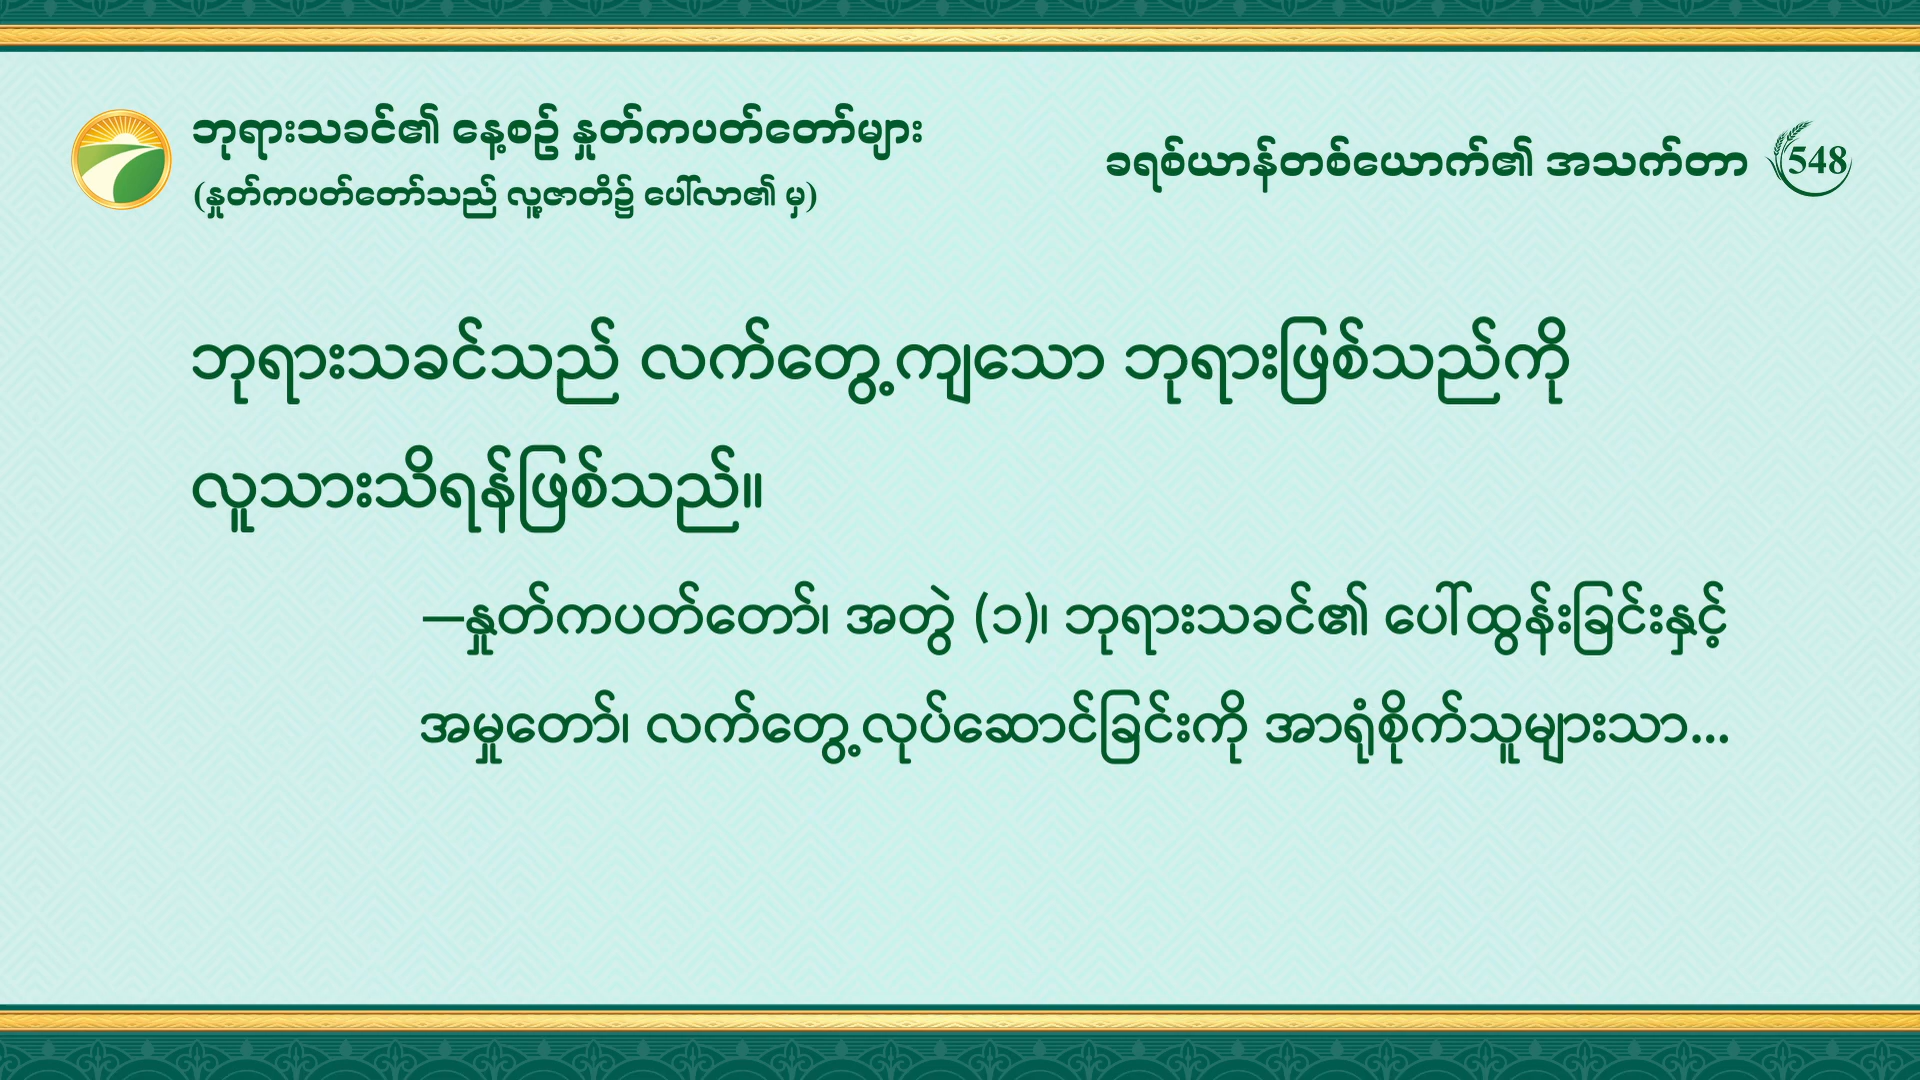 ဘုရားသခင်၏ နေ့စဉ် နှုတ်ကပတ်တော်များ
(နှုတ်ကပတ်တော်သည် လူ့ဇာတိ၌ ပေါ်လာ၏ မှ)
ခရစ်ယာန်တစ်ယောက်၏ အသက်တာ 548
ဘုရားသခင်သည် လက်တွေ့ကျသော ဘုရားဖြစ်သည်ကို
လူသားသိရန်ဖြစ်သည်။
—နှုတ်ကပတ်တော်၊ အတွဲ (၁)၊ ဘုရားသခင်၏ ပေါ်ထွန်းခြင်းနှင့်
အမှုတော်၊ လက်တွေ့လုပ်ဆောင်ခြင်းကို အာရုံစိုက်သူများသာ...